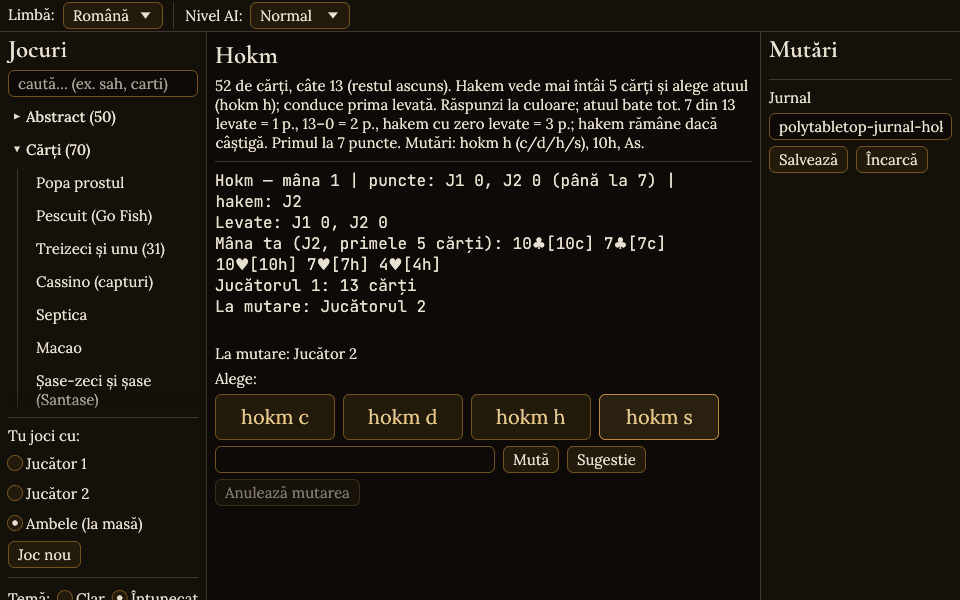 Limbă: Română ▼ Nivel AI: Normal ▼
Jocuri
caută... (ex. sah, carti)
▸ Abstract (50)
▾ Cărți (70)
Popa prostul
Pescuit (Go Fish)
Treizeci și unu (31)
Cassino (capturi)
Septica
Macao
Șase-zeci și șase
(Santase)
Tu joci cu:
Jucător 1
Jucător 2
Ambele (la masă)
Joc nou
Temă: Clar Întunecat
Hokm
52 de cărți, câte 13 (restul ascuns). Hakem vede mai întâi 5 cărți și alege atuul
(hokm h); conduce prima levată. Răspunzi la culoare; atuul bate tot. 7 din 13
levate = 1 p., 13–0 = 2 p., hakem cu zero levate = 3 p.; hakem rămâne dacă
câștigă. Primul la 7 puncte. Mutări: hokm h (c/d/h/s), 10h, As.
Hokm — mâna 1 | puncte: J1 0, J2 0 (până la 7) |
hakem: J2
Levate: J1 0, J2 0
Mâna ta (J2, primele 5 cărți): 10♣[10c] 7♣[7c]
10♥[10h] 7♥[7h] 4♥[4h]
Jucătorul 1: 13 cărți
La mutare: Jucătorul 2
La mutare: Jucător 2
Alege:
hokm c hokm d hokm h hokm s
Mută Sugestie
Anulează mutarea
Mutări
Jurnal
polytabletop-jurnal-hok
Salvează Încarcă